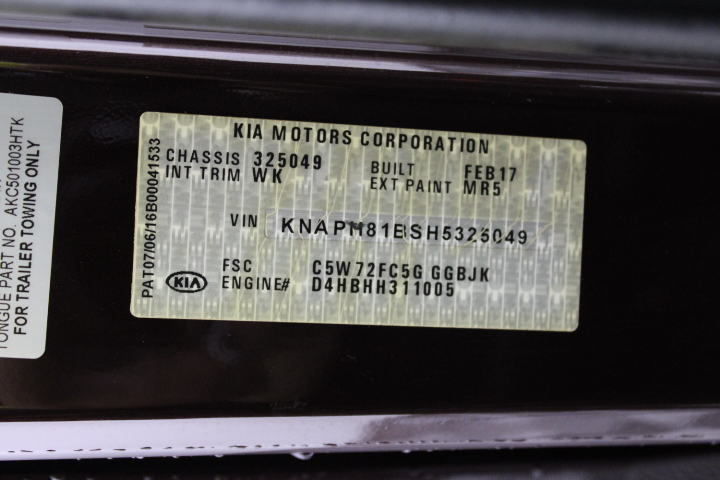 TONGUE PART NO. AKC501003HTK
FOR TRAILER TOWING ONLY
PAT07/06/16B00041533
KIA MOTORS CORPORATION
CHASSIS 325049 BUILT FEB17
INT TRIM WK EXT PAINT MR5
VIN KNAPM81BSH5325049
KIA
FSC C5W72FC5G GGBJK
ENGINE# D4HBHH311005